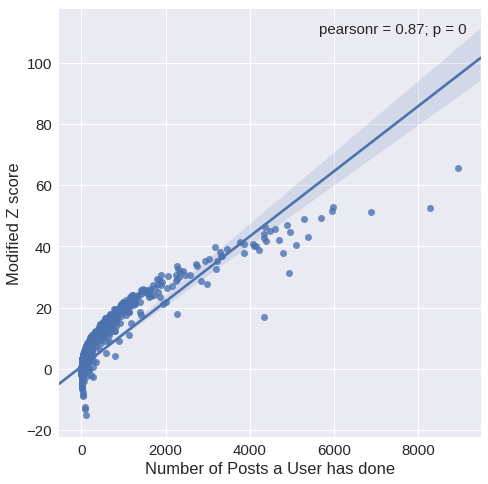 pearsonr = 0.87; p = 0
100
80
60
40
20
0
−20
Modified Z score
0 2000 4000 6000 8000
Number of Posts a User has done